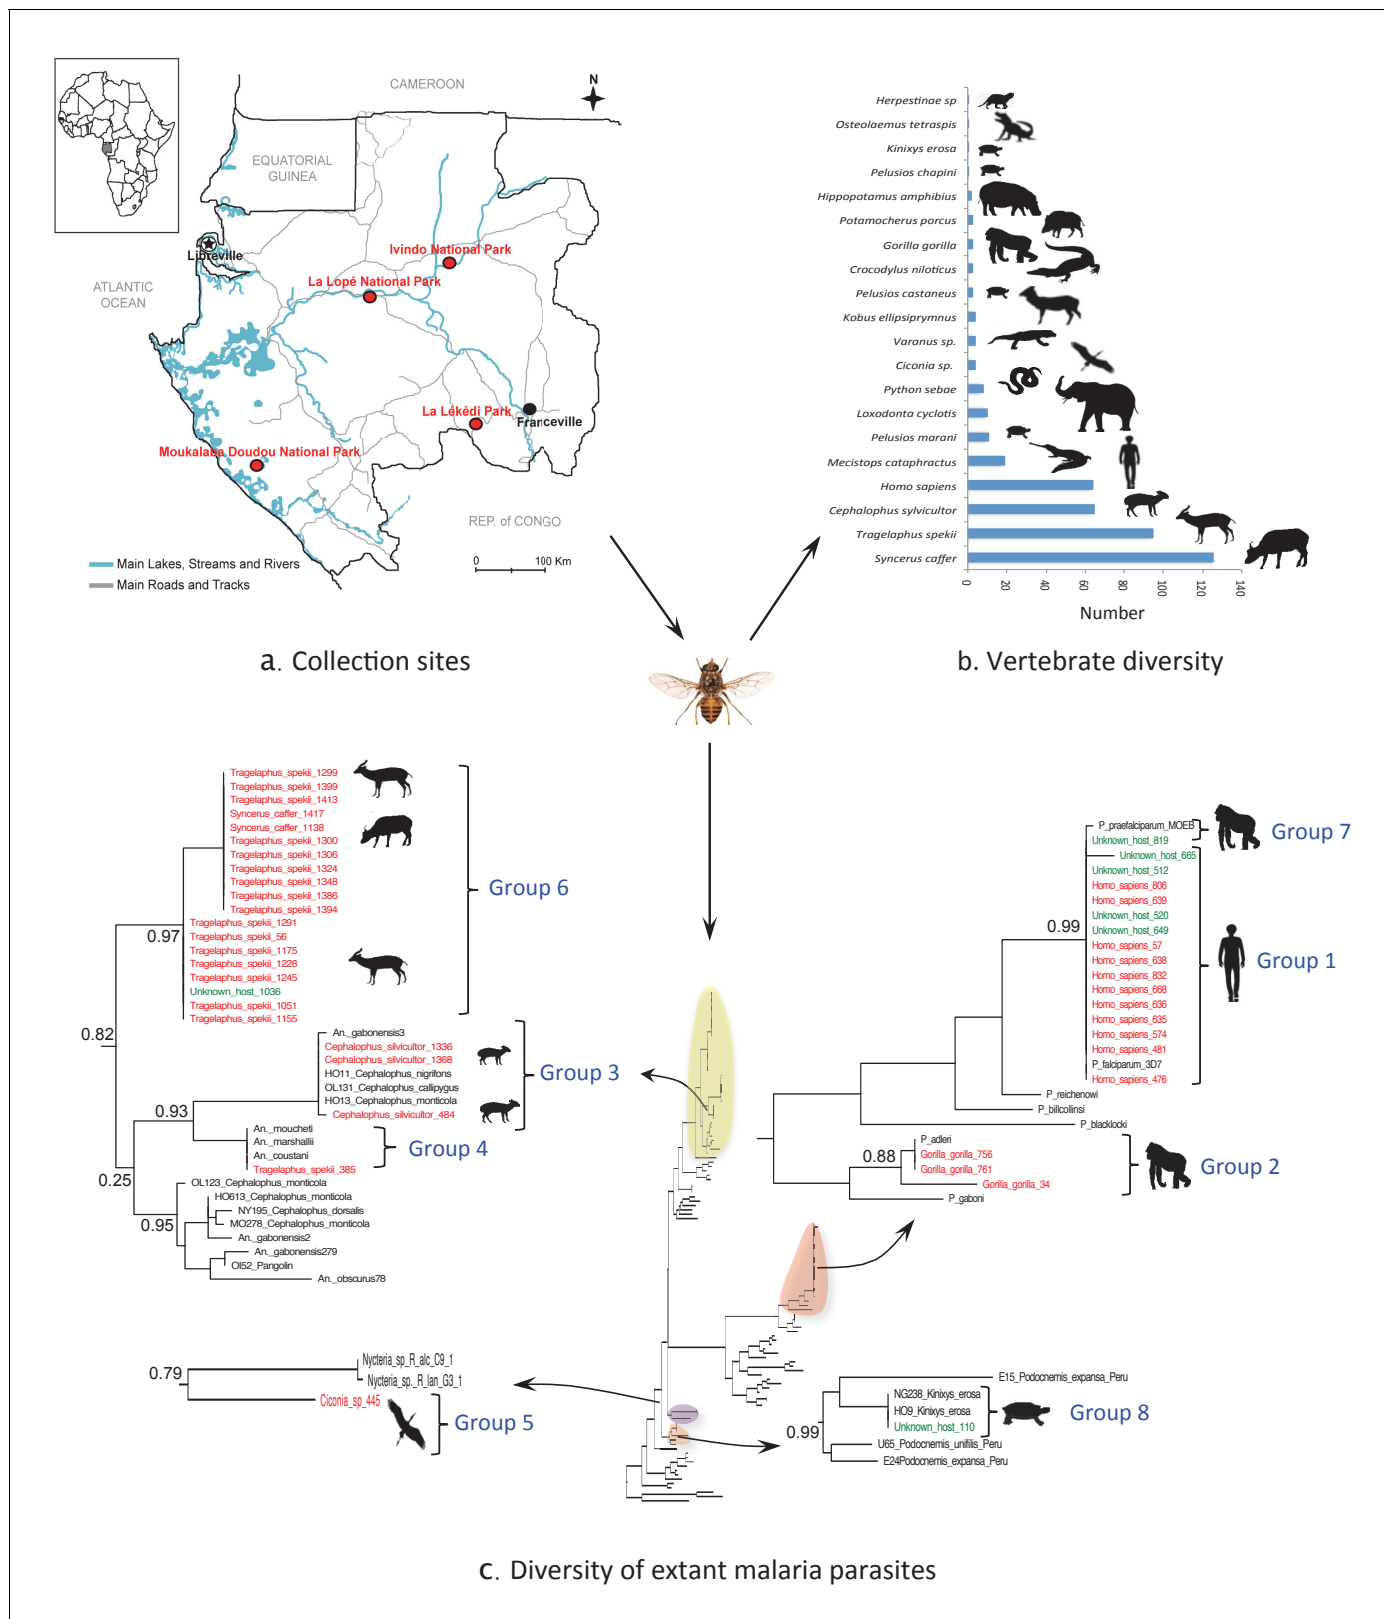 CAMEROON
N
EQUATORIAL
GUINEA
Ivindo National Park
Libreville
La Lopé National Park
ATLANTIC
OCEAN
La Lékédi Park
Franceville
Moukalaba Doudou National Park
REP. of CONGO
Main Lakes, Streams and Rivers
Main Roads and Tracks
0 100 Km
a. Collection sites
Herpestinae sp
Osteolaemus tetraspis
Kinixys erosa
Pelusios chapini
Hippopotamus amphibius
Potamocherus porcus
Gorilla gorilla
Crocodylus niloticus
Pelusios castaneus
Kobus ellipsiprymnus
Varanus sp.
Ciconia sp.
Python sebae
Loxodonta cyclotis
Pelusios marani
Mecistops cataphractus
Homo sapiens
Cephalophus sylvicultor
Tragelaphus spekii
Syncerus caffer
0 20 40 60 80 100 120 140
Number
b. Vertebrate diversity
Tragelaphus_spekii_1299
Tragelaphus_spekii_1399
Tragelaphus_spekii_1413
Syncerus_caffer_1417
Syncerus_caffer_1138
Tragelaphus_spekii_1300
Tragelaphus_spekii_1306
Tragelaphus_spekii_1324
Tragelaphus_spekii_1348
Tragelaphus_spekii_1386
Tragelaphus_spekii_1394
Tragelaphus_spekii_1291
Tragelaphus_spekii_56
Tragelaphus_spekii_1175
Tragelaphus_spekii_1228
Tragelaphus_spekii_1245
Unknown_host_1036
Tragelaphus_spekii_1051
Tragelaphus_spekii_1155
Group 6
0.97
0.82
An._gabonensis3
Cephalophus_silvicultor_1336
Cephalophus_silvicultor_1368
HO11_Cephalophus_nigrifons
OL131_Cephalophus_callipygus
HO13_Cephalophus_monticola
Cephalophus_silvicultor_484
Group 3
0.93
An._moucheti
An._marshallii
An._coustani
Tragelaphus_spekii_385
Group 4
0.25
OL123_Cephalophus_monticola
HO613_Cephalophus_monticola
NY195_Cephalophus_dorsalis
MO278_Cephalophus_monticola
An._gabonensis2
An._gabonensis279
OI52_Pangolin
An._obscurus78
0.95
P_praefalciparum_MOEB
Group 7
Unknown_host_819
Unknown_host_665
Unknown_host_512
Homo_sapiens_806
Homo_sapiens_639
Unknown_host_520
Unknown_host_649
Homo_sapiens_57
Homo_sapiens_638
Homo_sapiens_832
Homo_sapiens_668
Homo_sapiens_636
Homo_sapiens_635
Homo_sapiens_574
Homo_sapiens_481
P_falciparum_3D7
Homo_sapiens_476
0.99
Group 1
P_reichenowi
P_billcollinsi
P_blacklocki
P_adleri
Gorilla_gorilla_756
Gorilla_gorilla_761
Gorilla_gorilla_34
P_gaboni
0.88
Group 2
0.79
Nycteria_sp_R_alc_C9_1
Nycteria_sp._R_lan_G3_1
Ciconia_sp_445
Group 5
E15_Podocnemis_expansa_Peru
NG238_Kinixys_erosa
HO9_Kinixys_erosa
Unknown_host_110
Group 8
0.99
U65_Podocnemis_unifilis_Peru
E24Podocnemis_expansa_Peru
c. Diversity of extant malaria parasites